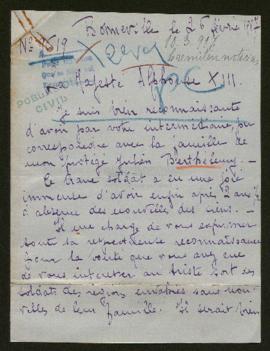 Bonneville le 26 février 1917
Sa Majesté Alphonse XIII.
Je suis bien reconnaissante
d'avoir par votre intermédiaire, pu
correspondre avec la famille de
mon protégé Julien Berthelemy. —
Le brave soldat a eu une joie
immense d'avoir enfin après 2 ans ½
d'absence des nouvelles des siens. —
Il me charge de vous exprimer
toute sa respectueuse reconnaissance
pour la bonté que vous avez eue
de vous intéresser au triste sort des
soldats des régions envahies sans nou-
velles de leur famille. Il serait bien